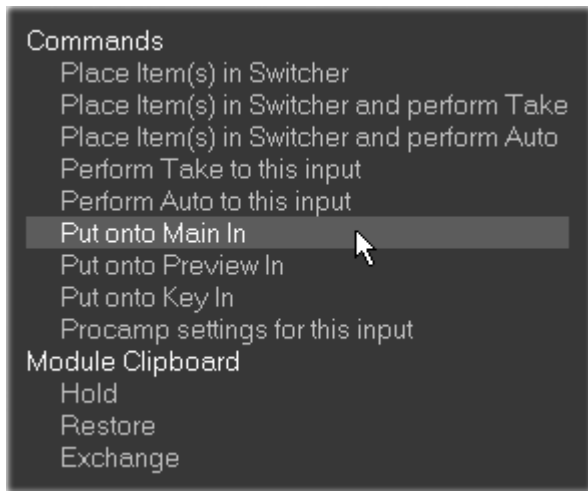 Commands
Place Item(s) in Switcher
Place Item(s) in Switcher and perform Take
Place Item(s) in Switcher and perform Auto
Perform Take to this input
Perform Auto to this input
Put onto Main In
Put onto Preview In
Put onto Key In
Procamp settings for this input
Module Clipboard
Hold
Restore
Exchange